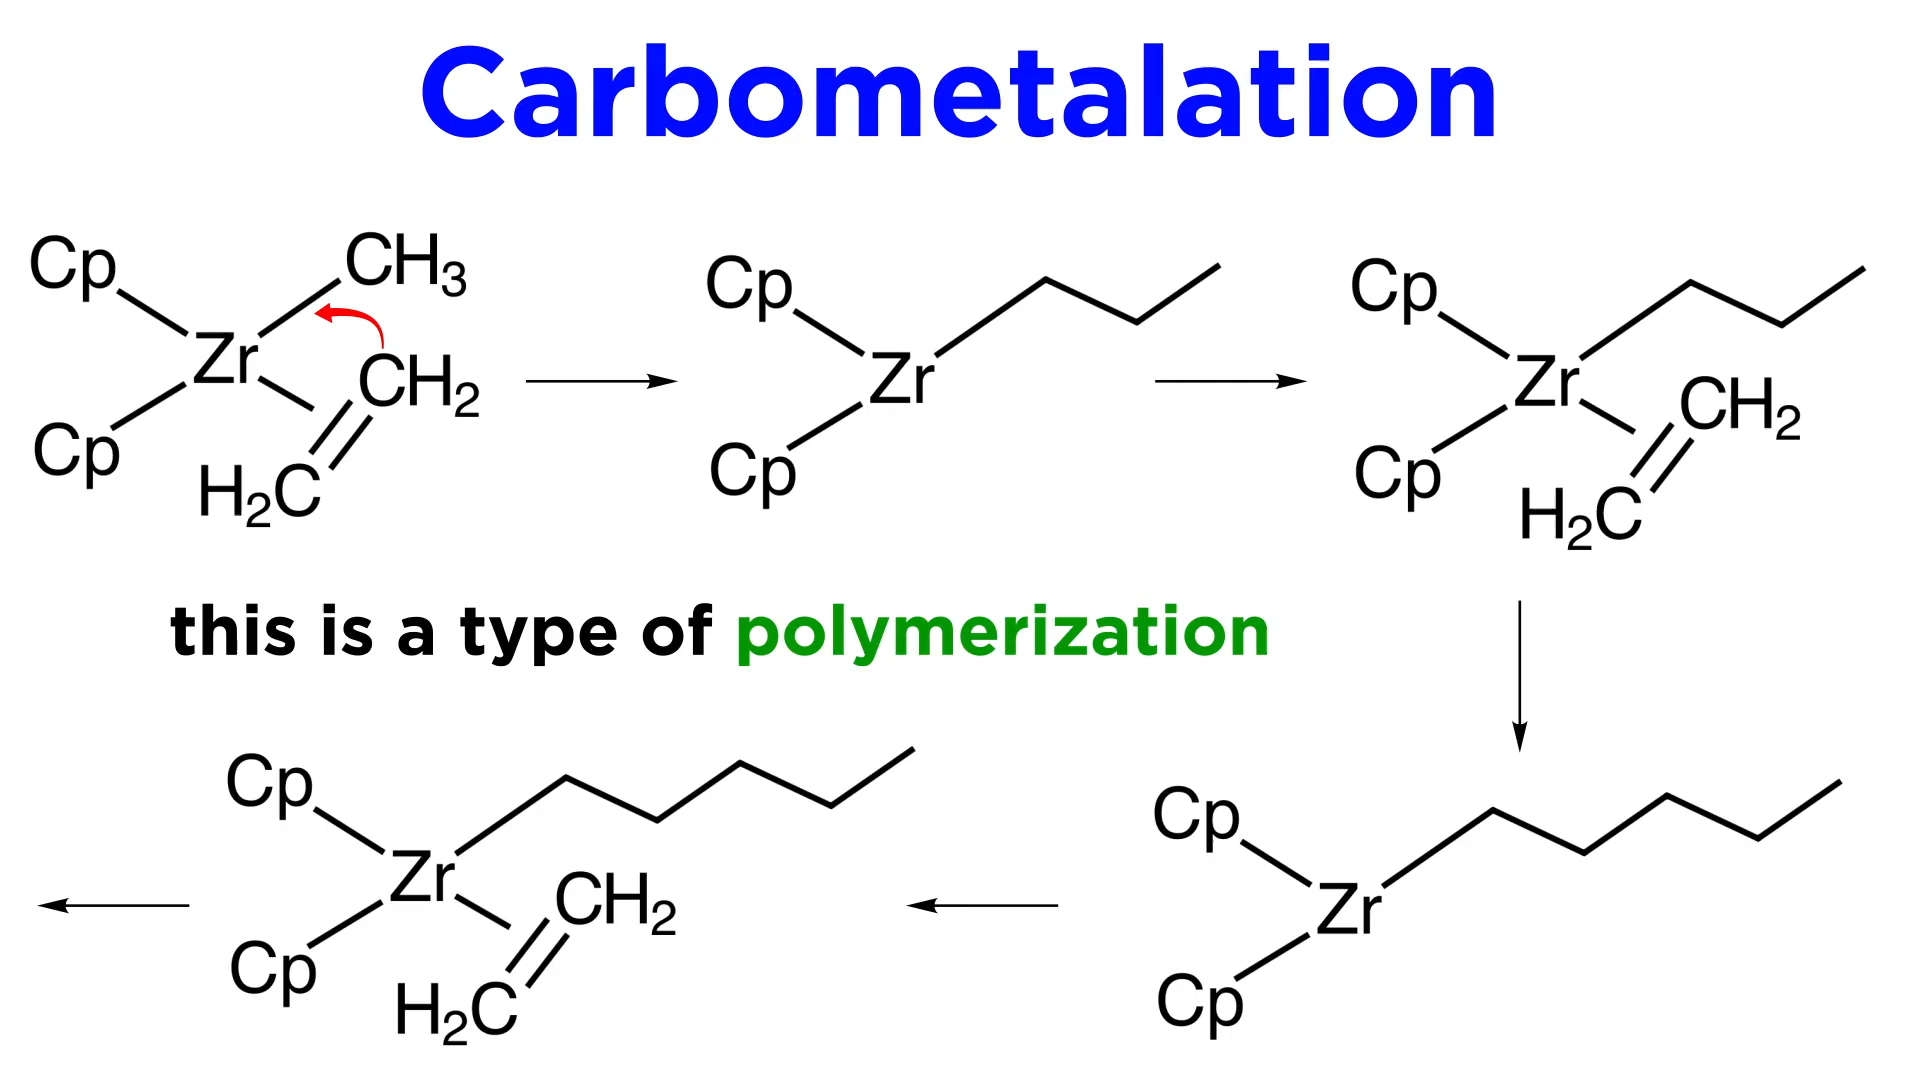 Carbometalation
Cp
CH3
Zr
CH2
Cp
H2C
Cp
Zr
Cp
Cp
Zr
CH2
Cp
H2C
this is a type of polymerization
Cp
Zr
CH2
Cp
H2C
Cp
Zr
Cp